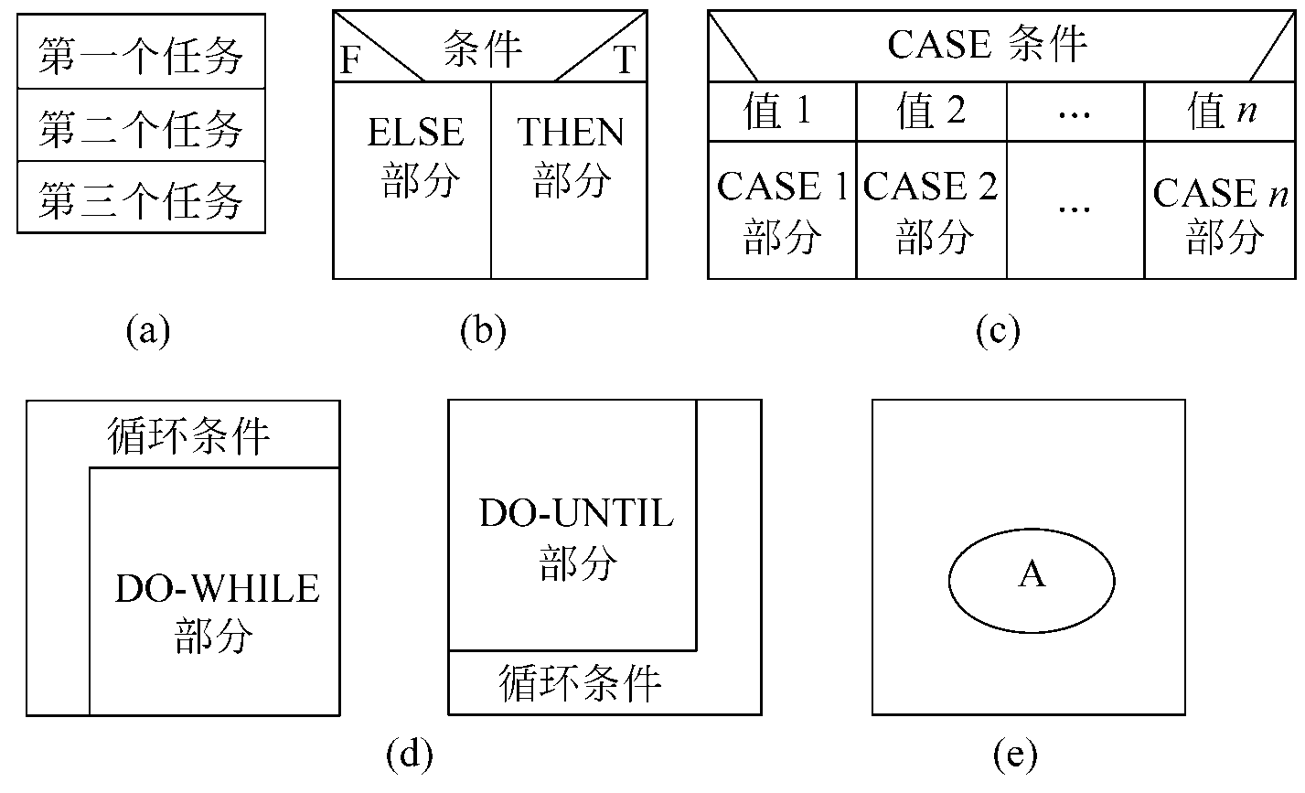 第一个任务
第二个任务
第三个任务
(a)
F 条件 T
ELSE THEN
部分 部分
(b)
CASE 条件
值 1 值 2 … 值 n
CASE 1 CASE 2 … CASE n
部分 部分 部分
(c)
循环条件
DO-WHILE
部分
DO-UNTIL
部分
循环条件
(d)
A
(e)